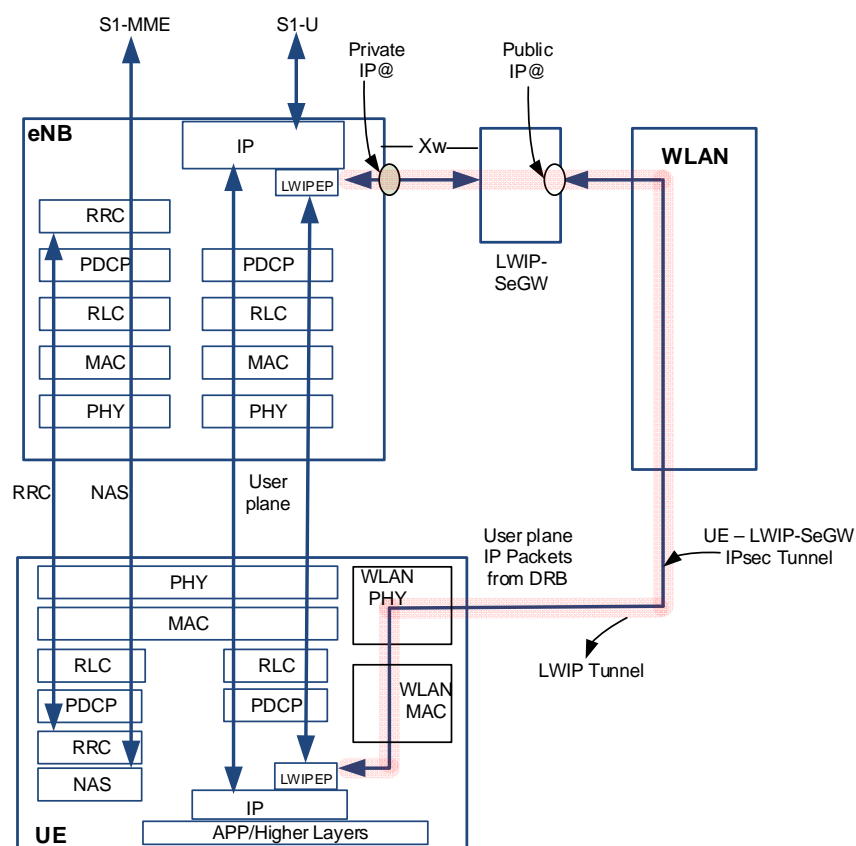 S1-MME
S1-U
Private
IP@
Public
IP@
eNB
IP
Xw
WLAN
LWIPEP
RRC
PDCP
PDCP
LWIP-
SeGW
RLC
RLC
MAC
MAC
PHY
PHY
RRC
NAS
User
plane
User plane
IP Packets
from DRB
UE – LWIP-SeGW
IPsec Tunnel
PHY
WLAN
PHY
MAC
LWIP Tunnel
RLC
RLC
WLAN
MAC
PDCP
PDCP
RRC
NAS
LWIPEP
IP
APP/Higher Layers
UE